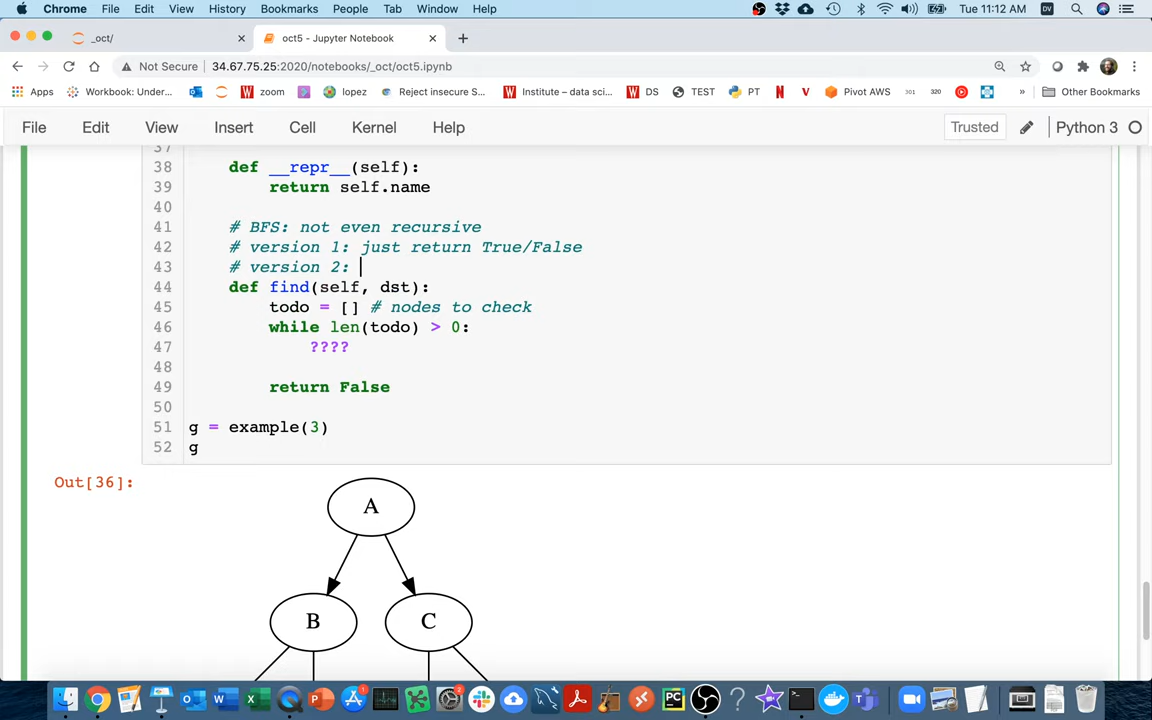 Chrome File Edit View History Bookmarks People Tab Window Help Tue 11:12 AM DV
_oct/ oct5 - Jupyter Notebook
Not Secure 34.67.75.25:2020/notebooks/_oct/oct5.ipynb
Apps Workbook: Under... zoom lopez Reject insecure S... Institute – data sci... DS TEST PT Pivot AWS 301 320 » Other Bookmarks
File Edit View Insert Cell Kernel Help Trusted Python 3
37
38 def __repr__(self):
39 return self.name
40
41 # BFS: not even recursive
42 # version 1: just return True/False
43 # version 2:
44 def find(self, dst):
45 todo = [] # nodes to check
46 while len(todo) > 0:
47 ????
48
49 return False
50
51 g = example(3)
52 g
Out[36]:
A
B C